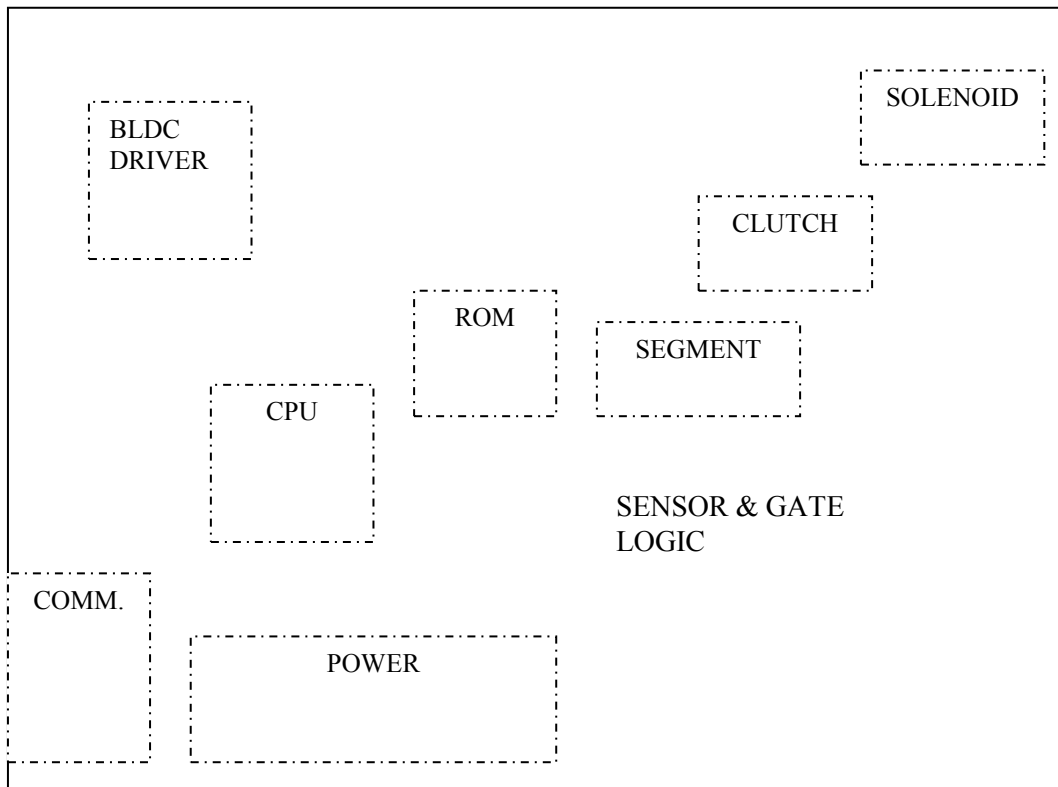 SOLENOID
BLDC
DRIVER
CLUTCH
ROM
SEGMENT
CPU
SENSOR & GATE
LOGIC
COMM.
POWER